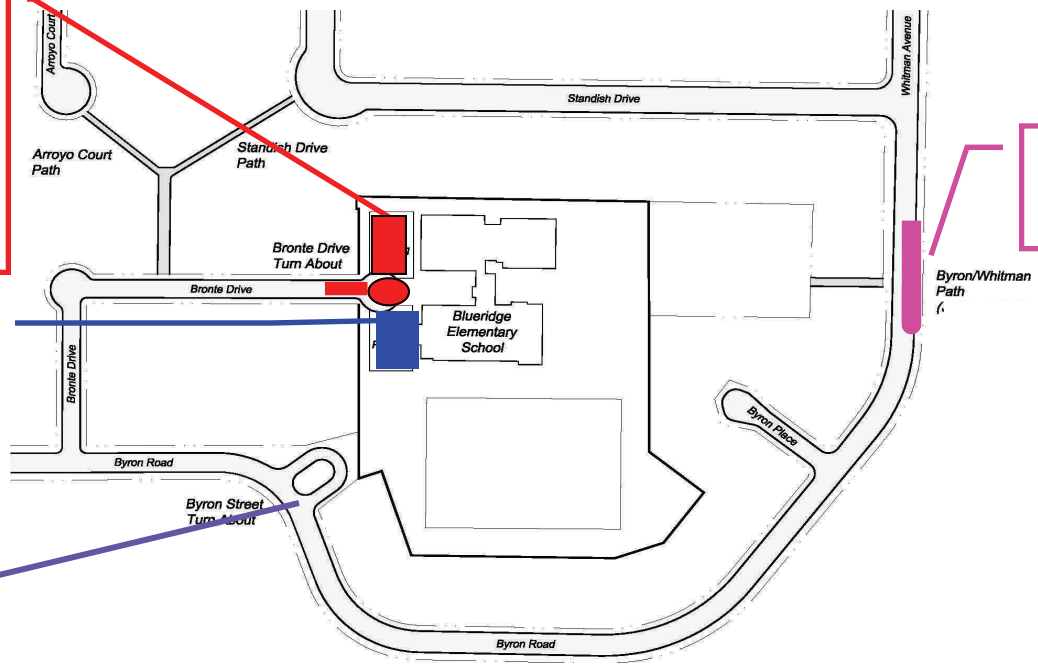 Arroyo Court
Whitman Avenue
Standish Drive
Arroyo Court
Path
Standish Drive
Path
Bronte Drive
Turn About
Bronte Drive
Byron/Whitman
Path
Blueridge
Elementary
School
Bronte Drive
Byron Place
Byron Road
Byron Street
Turn About
Byron Road